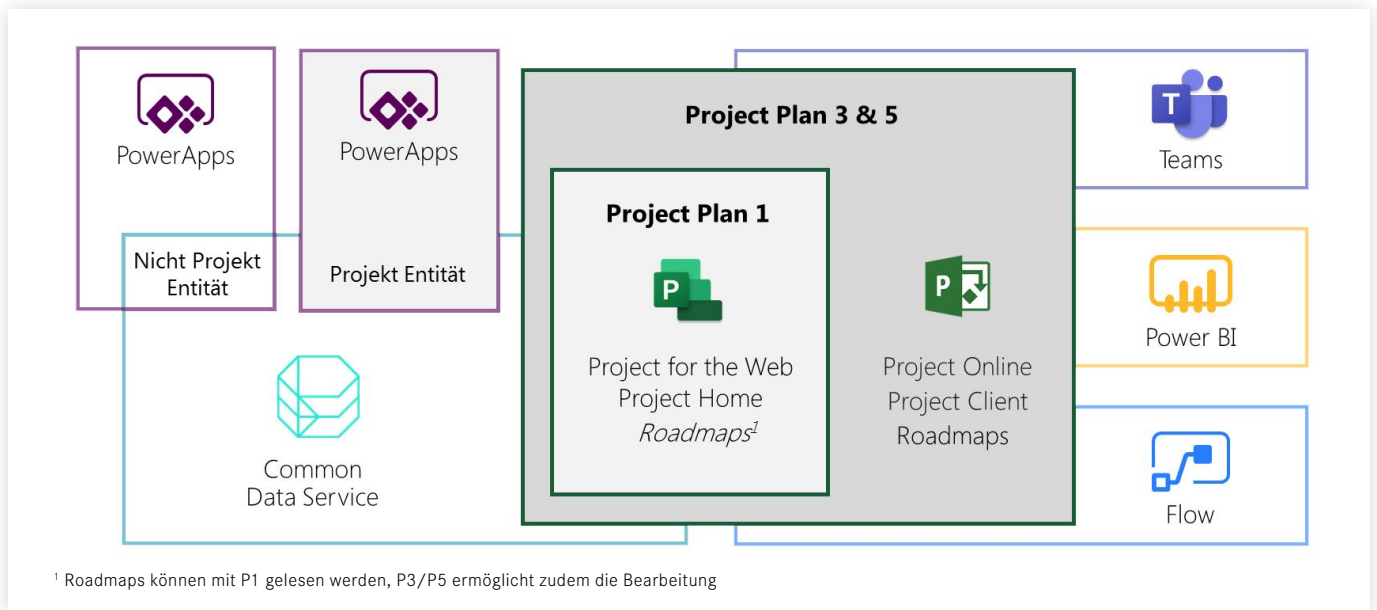 PowerApps
Nicht Projekt
Entität
PowerApps
Projekt Entität
Common
Data Service
Project Plan 3 & 5
Project Plan 1
P
Project for the Web
Project Home
Roadmaps¹
P
Project Online
Project Client
Roadmaps
T
Teams
Power BI
Flow
¹ Roadmaps können mit P1 gelesen werden, P3/P5 ermöglicht zudem die Bearbeitung